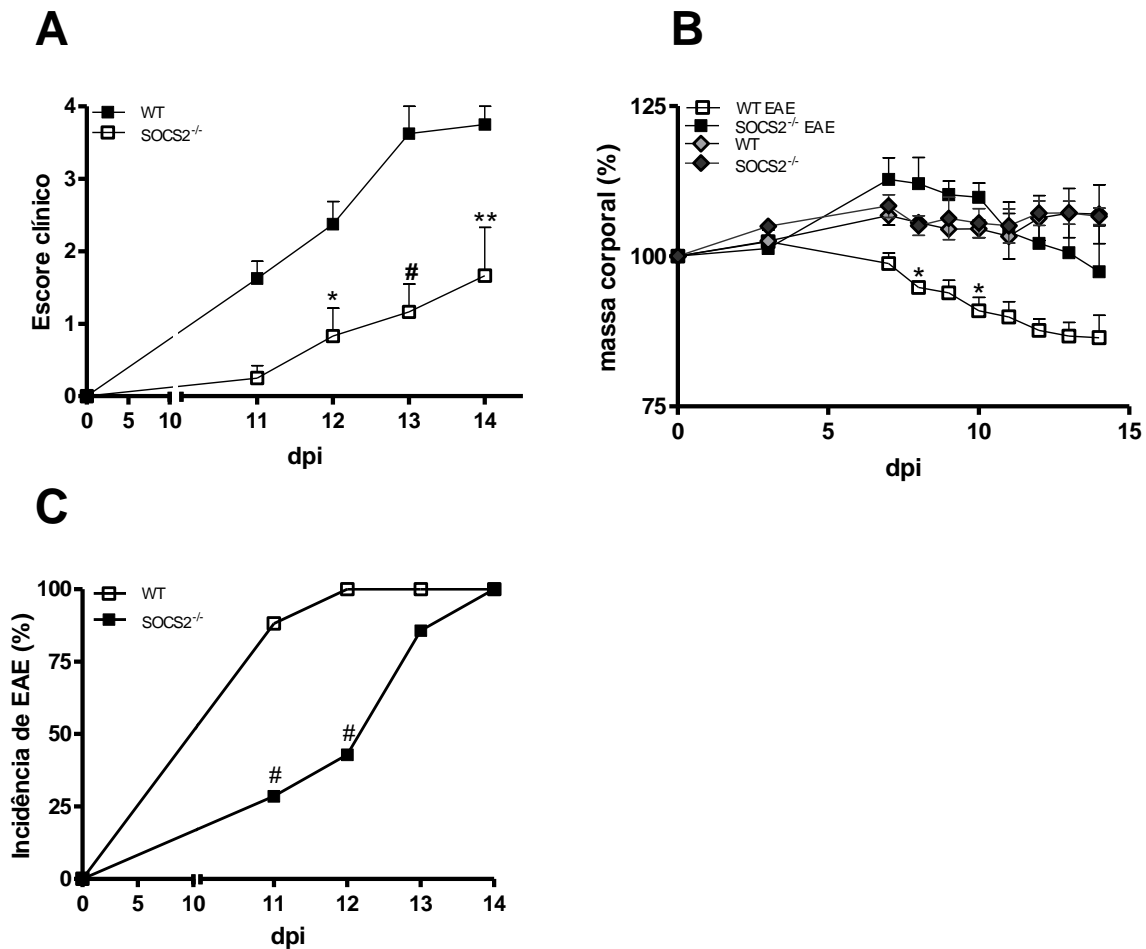 A
Escore clínico
4
3
2
1
0
WT
SOCS2-/-
*
#
**
0 5 10 11 12 13 14
dpi
B
massa corporal (%)
125
100
75
WT EAE
SOCS2-/- EAE
WT
SOCS2-/-
* *
0 5 10 15
dpi
C
Incidência de EAE (%)
100
75
50
25
0
WT
SOCS2-/-
# #
0 5 10 11 12 13 14
dpi